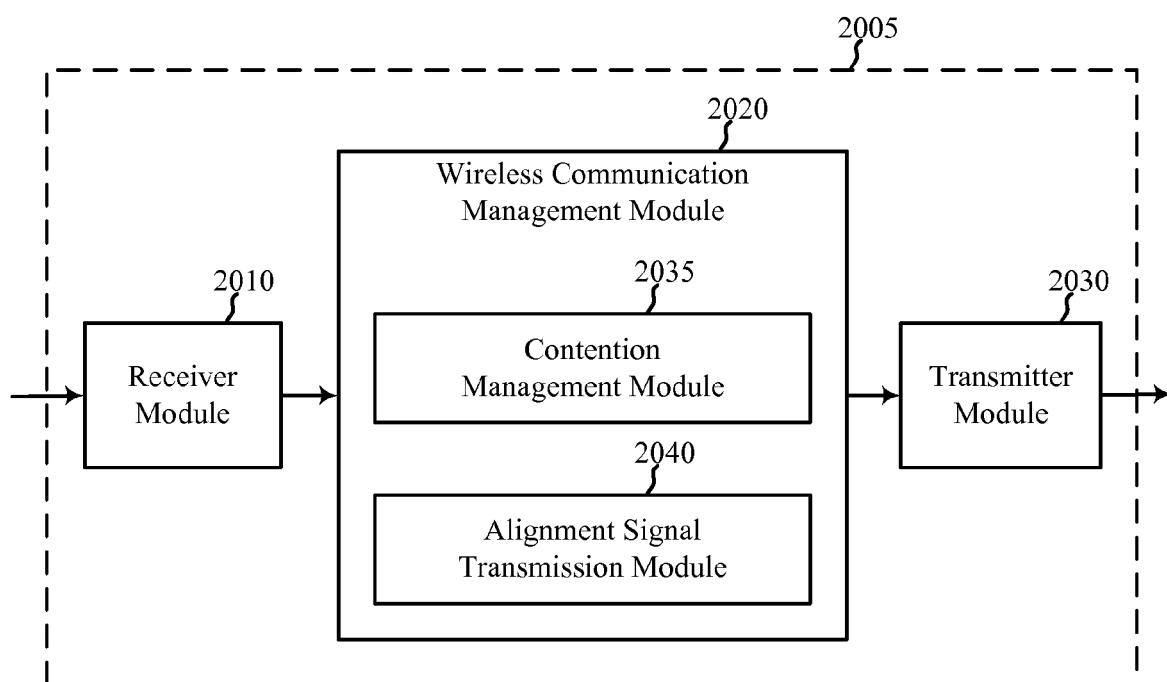 2005
2020
Wireless Communication
Management Module
2010
2035
2030
Receiver
Module
Contention
Management Module
Transmitter
Module
2040
Alignment Signal
Transmission Module